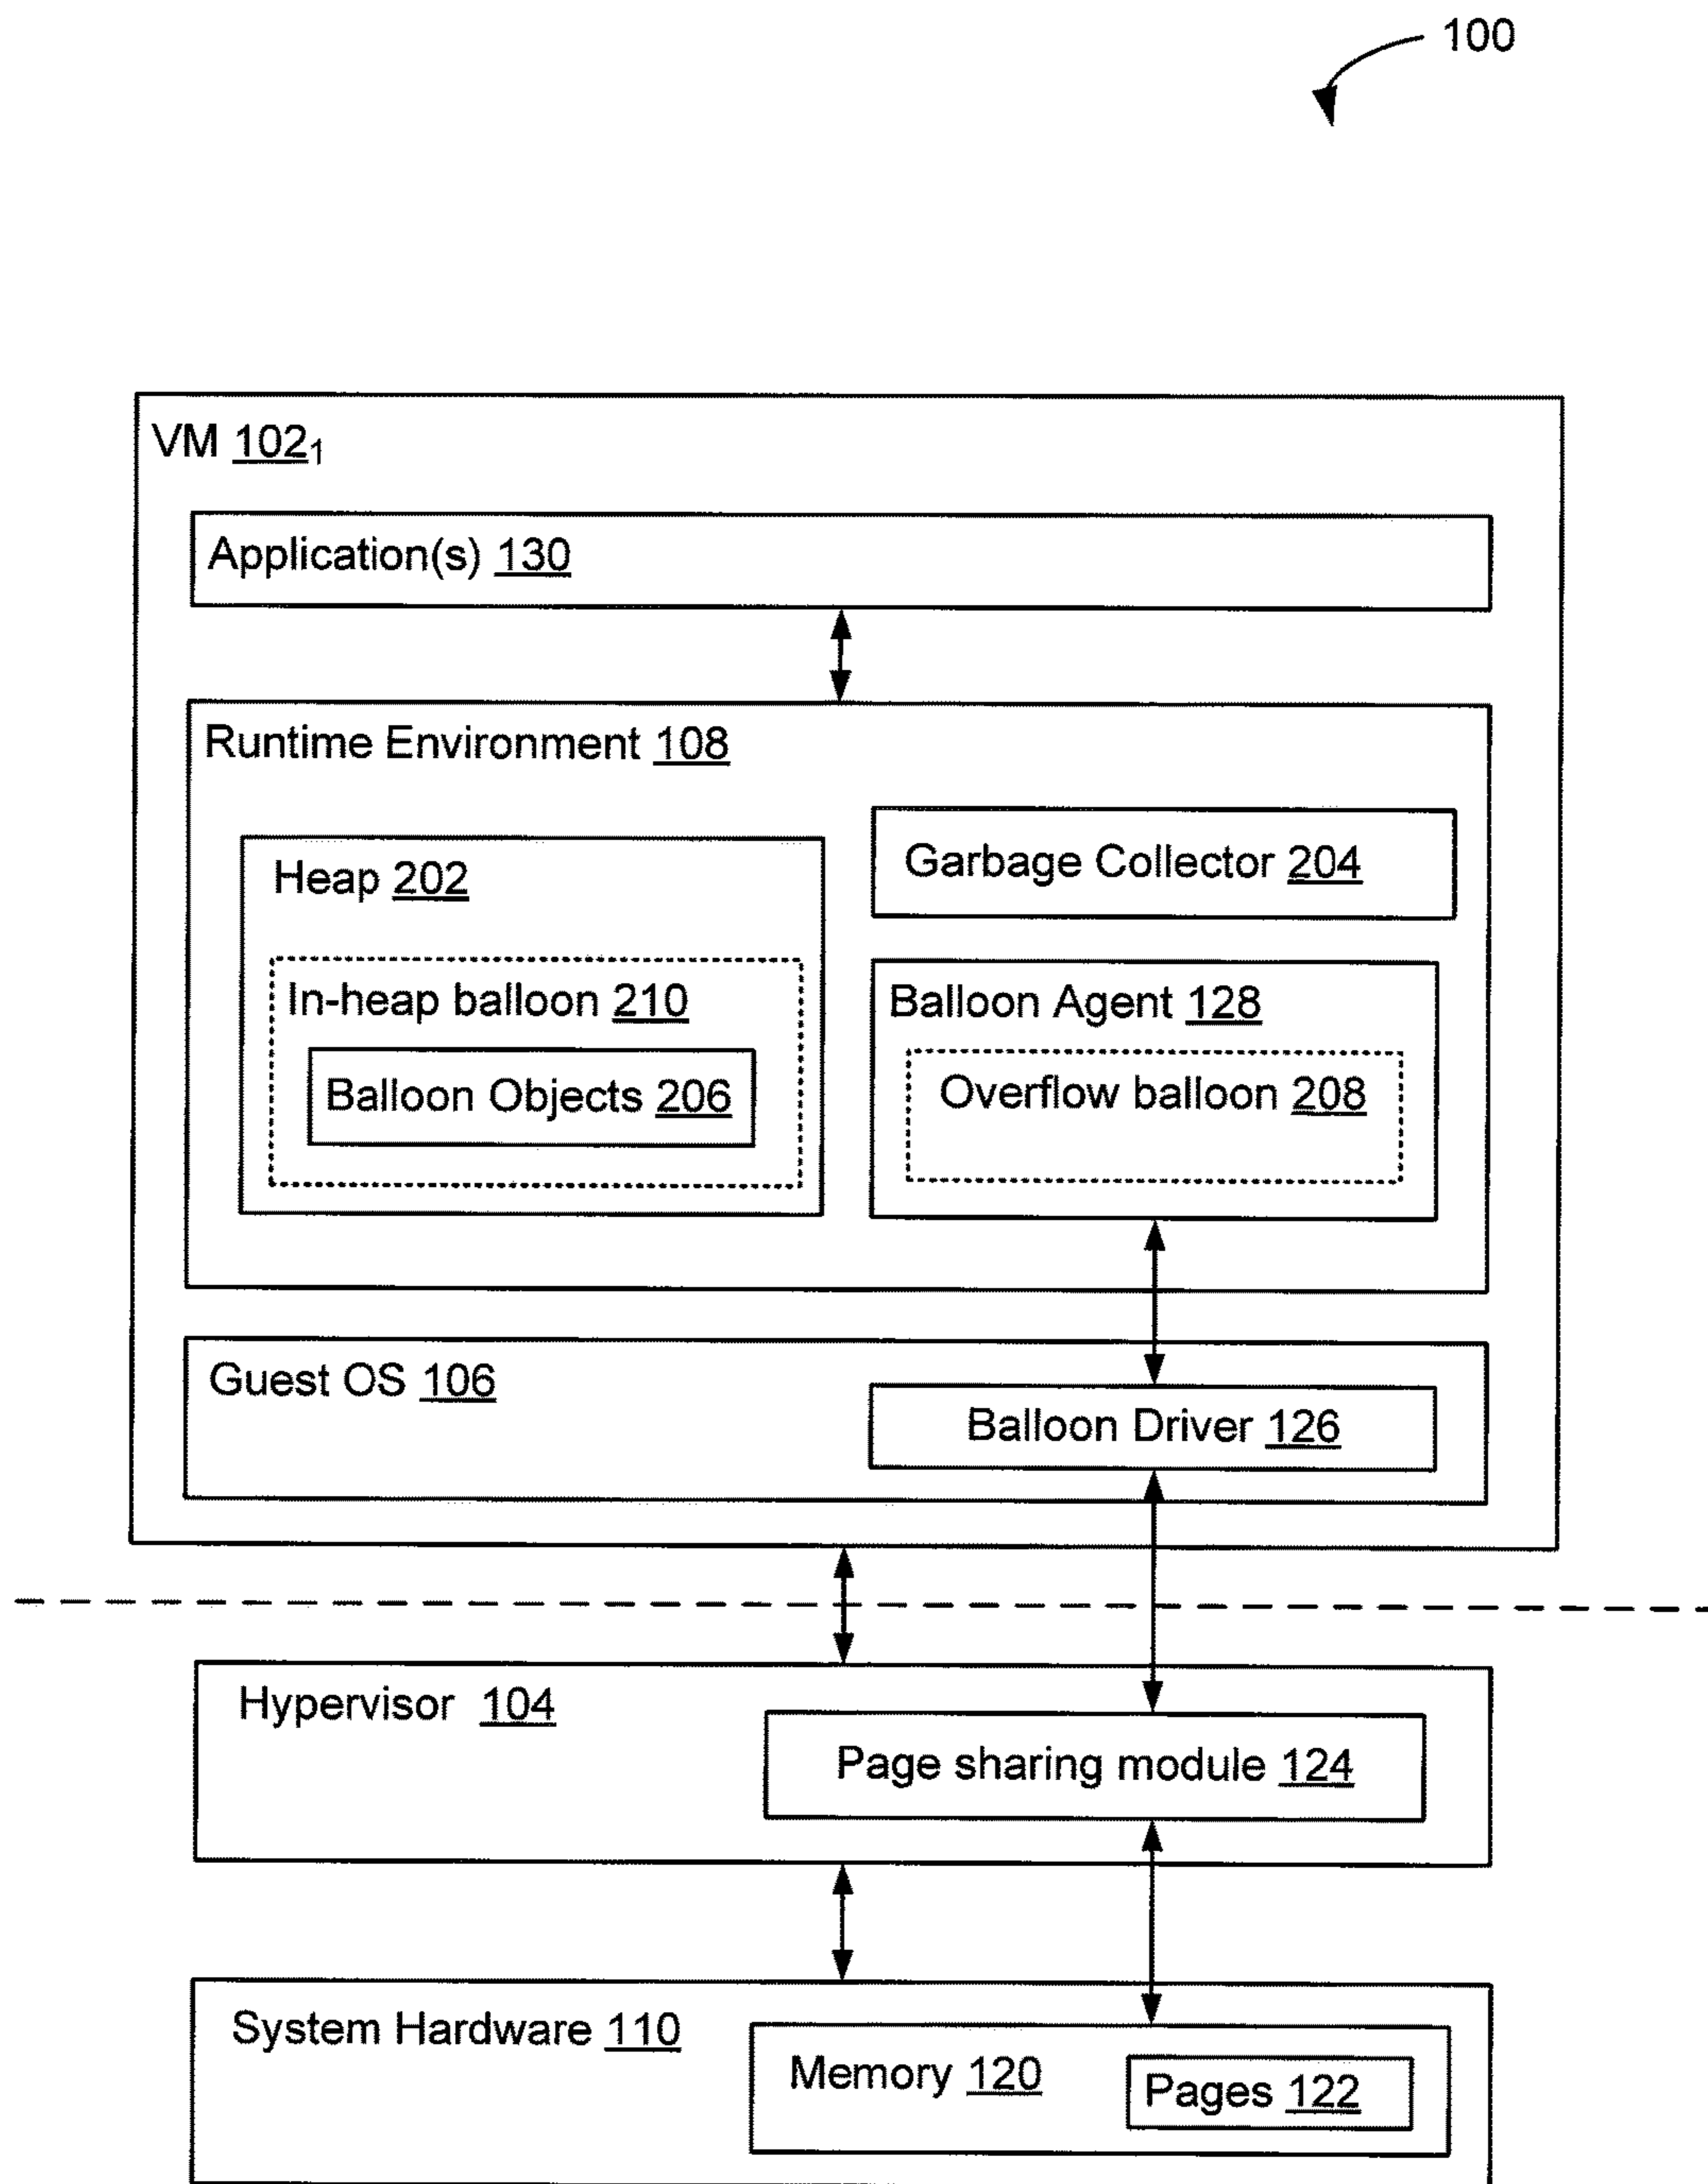 100
VM 102₁
Application(s) 130
Runtime Environment 108
Heap 202
Garbage Collector 204
In-heap balloon 210
Balloon Agent 128
Balloon Objects 206
Overflow balloon 208
Guest OS 106
Balloon Driver 126
Hypervisor 104
Page sharing module 124
System Hardware 110
Memory 120
Pages 122